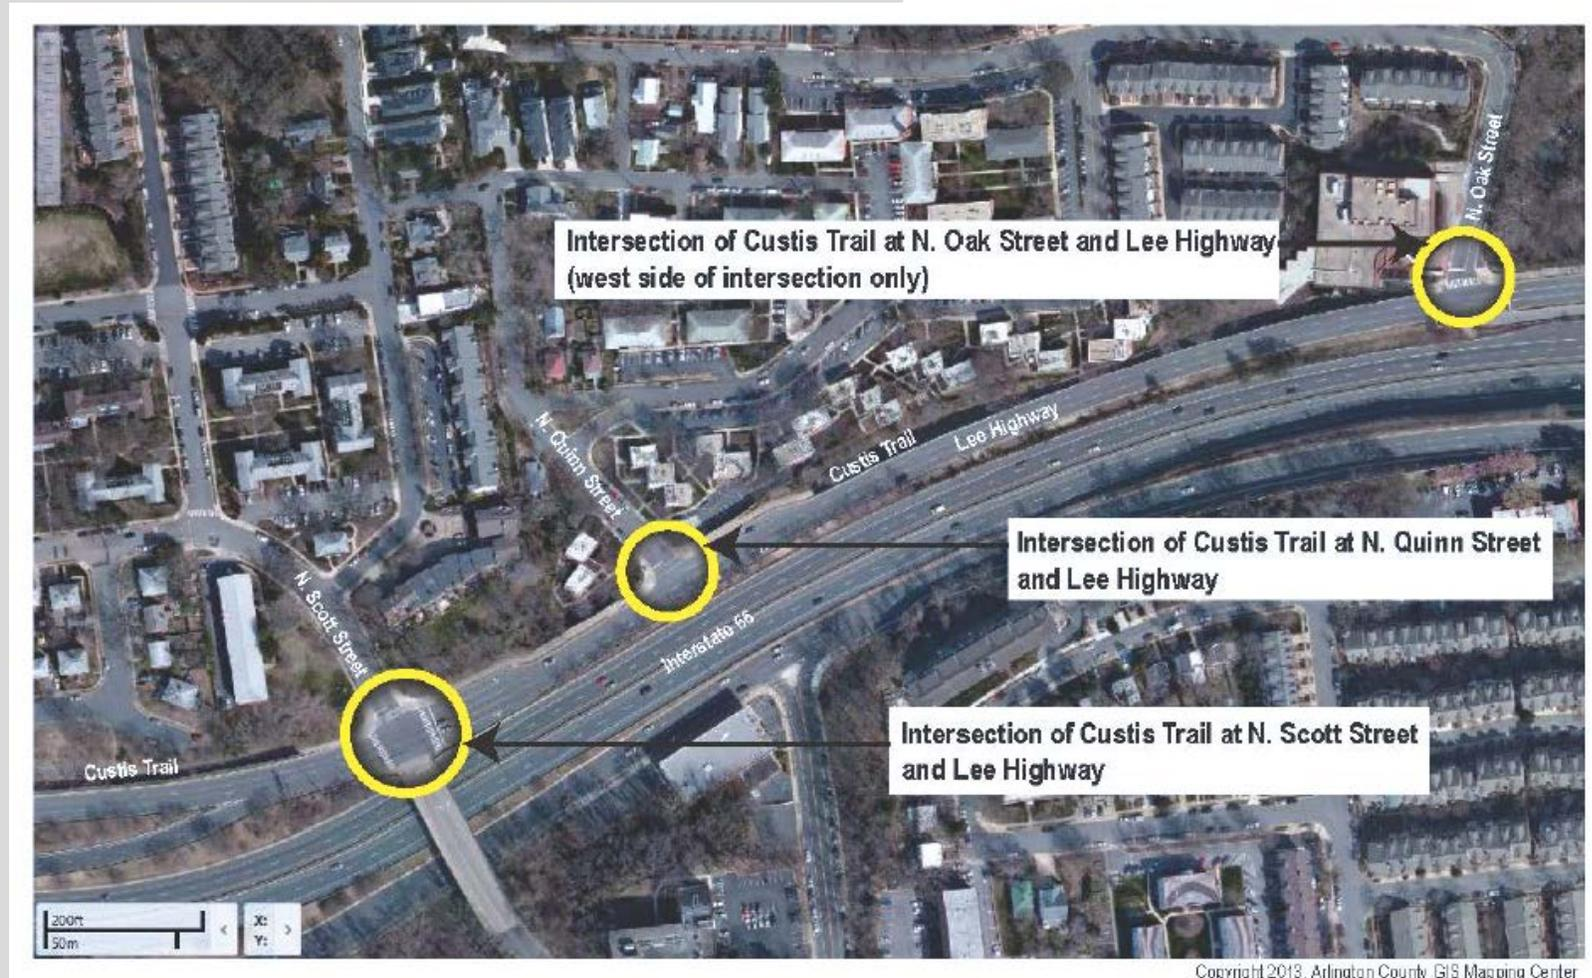 N. Oak Street
Intersection of Custis Trail at N. Oak Street and Lee Highway
(west side of intersection only)
N. Quinn Street
Custis Trail
Lee Highway
Intersection of Custis Trail at N. Quinn Street
and Lee Highway
N. Scott Street
Interstate 66
Intersection of Custis Trail at N. Scott Street
and Lee Highway
Custis Trail
200ft
50m
X:
Y:
Copyright 2013, Arlington County GIS Mapping Center